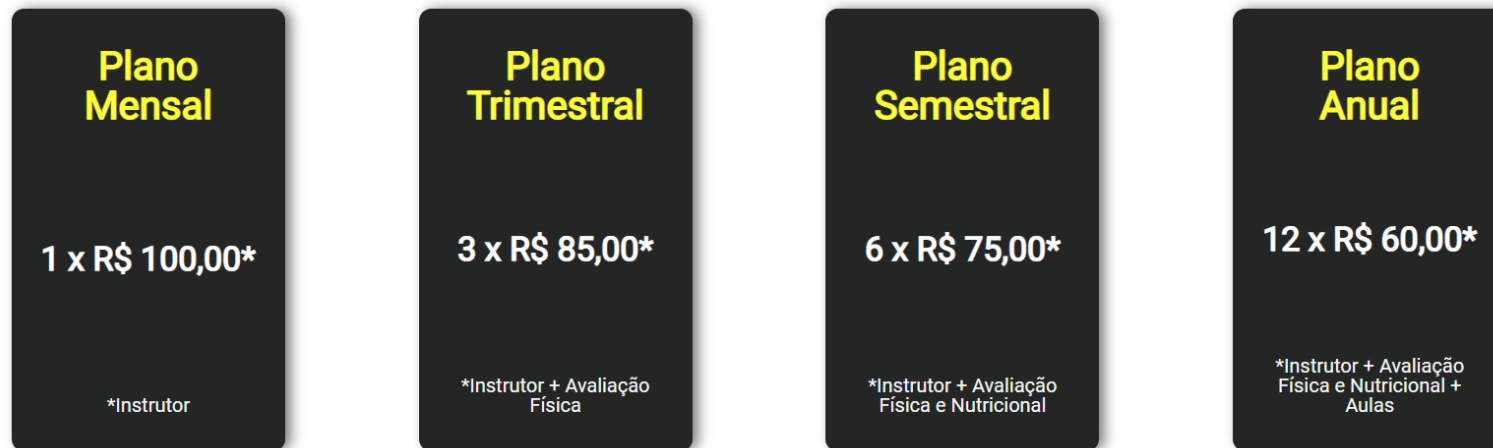 Plano
Mensal
1 x R$ 100,00*
*Instrutor
Plano
Trimestral
3 x R$ 85,00*
*Instrutor + Avaliação
Física
Plano
Semestral
6 x R$ 75,00*
*Instrutor + Avaliação
Física e Nutricional
Plano
Anual
12 x R$ 60,00*
*Instrutor + Avaliação
Física e Nutricional +
Aulas